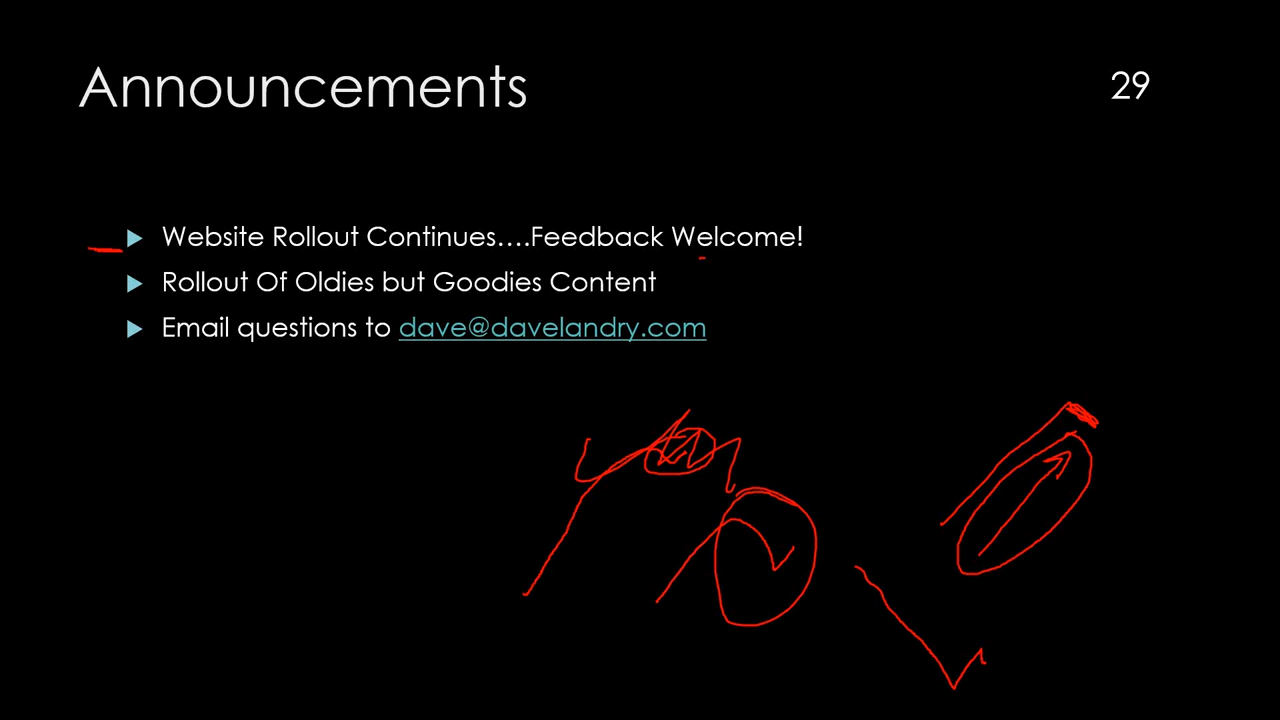 Announcements
29
Website Rollout Continues....Feedback Welcome!
Rollout Of Oldies but Goodies Content
Email questions to dave@davelandry.com